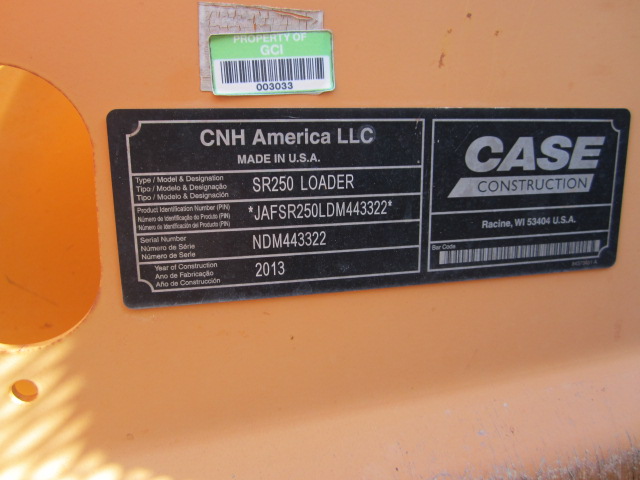 PROPERTY OF
GCI
003033
CNH America LLC
MADE IN U.S.A.
Type / Model & Designation
Tipo / Modelo & Designação
Tipo / Modelo & Designación
SR250 LOADER
Product Identification Number (PIN)
Número de Identificação do Produto (PIN)
Número de Identificación del Producto (PIN)
*JAFSR250LDM443322*
Serial Number
Número de Série
Número de Serie
NDM443322
Year of Construction
Ano de Fabricação
Año de Construcción
2013
CASE
CONSTRUCTION
Racine, WI 53404 U.S.A.
Bar Code